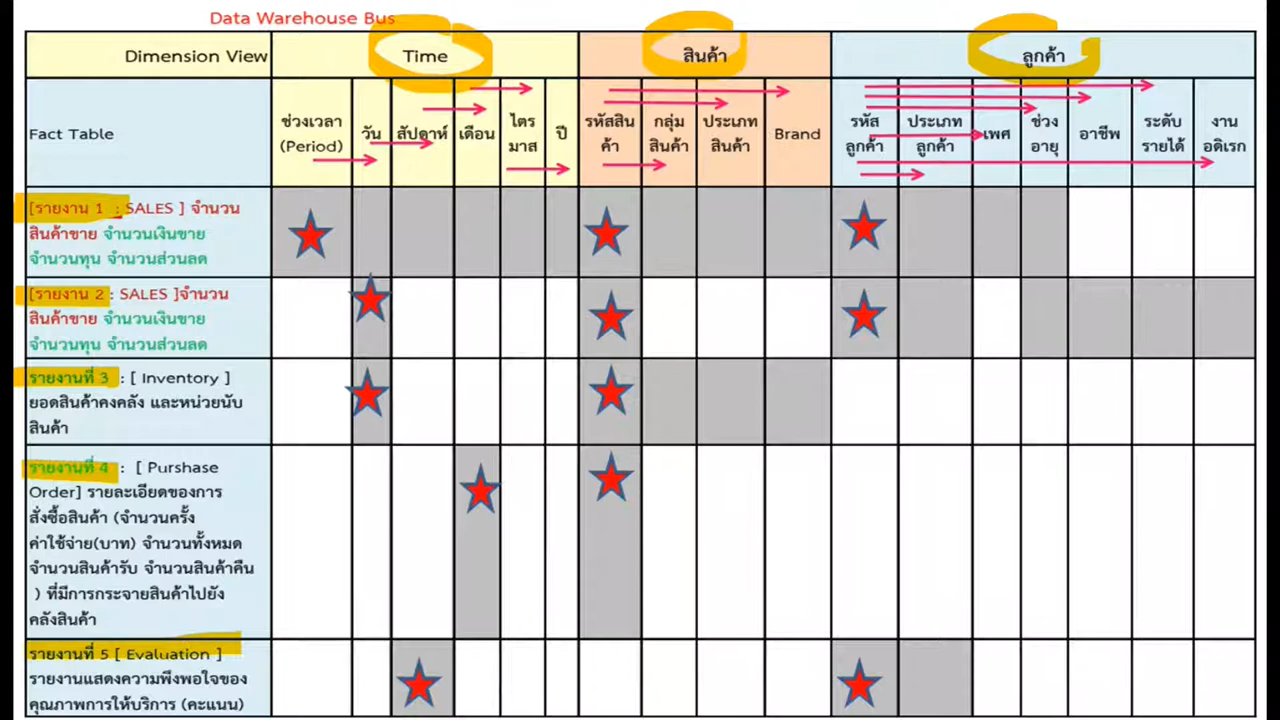 Data Warehouse Bus
Dimension View
Time
สินค้า
ลูกค้า
Fact Table
ช่วงเวลา
(Period)
วัน
สัปดาห์
เดือน
ไตร
มาส
ปี
รหัสสิน
ค้า
กลุ่ม
สินค้า
ประเภท
สินค้า
Brand
รหัส
ลูกค้า
ประเภท
ลูกค้า
เพศ
ช่วง
อายุ
อาชีพ
ระดับ
รายได้
งาน
อดิเรก
[รายงาน 1 : SALES ] จำนวน
สินค้าขาย จำนวนเงินขาย
จำนวนทุน จำนวนส่วนลด
[รายงาน 2 : SALES ]จำนวน
สินค้าขาย จำนวนเงินขาย
จำนวนทุน จำนวนส่วนลด
รายงานที่ 3 : [ Inventory ]
ยอดสินค้าคงคลัง และหน่วยนับ
สินค้า
รายงานที่ 4 : [ Purshase
Order] รายละเอียดของการ
สั่งซื้อสินค้า (จำนวนครั้ง
ค่าใช้จ่าย(บาท) จำนวนทั้งหมด
จำนวนสินค้ารับ จำนวนสินค้าคืน
) ที่มีการกระจายสินค้าไปยัง
คลังสินค้า
รายงานที่ 5 [ Evaluation ]
รายงานแสดงความพึงพอใจของ
คุณภาพการให้บริการ (คะแนน)